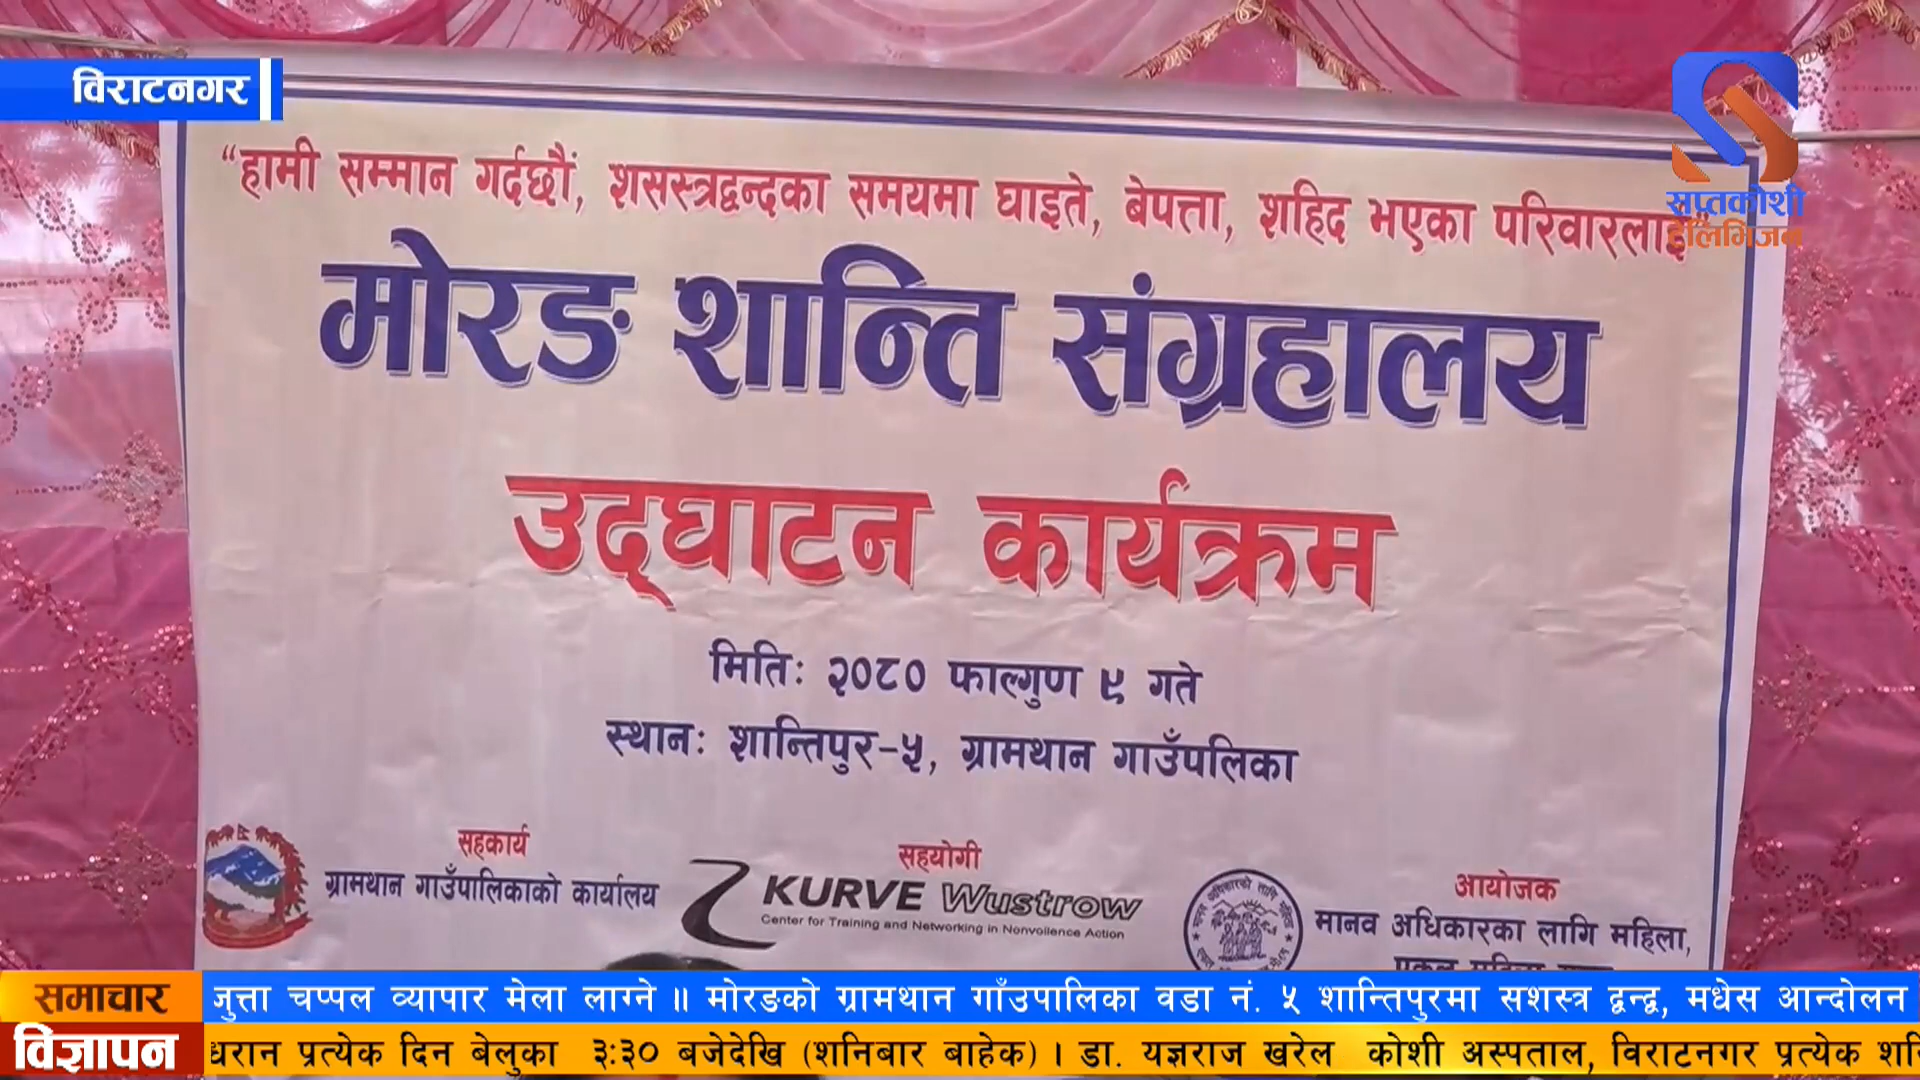 विराटनगर
“हामी सम्मान गर्दछौं, शसस्त्रद्वन्दका समयमा घाइते, बेपत्ता, शहिद भएका परिवारलाइ”
सप्तकोशी
टेलिभिजन
मोरङ शान्ति संग्रहालय
उद्घाटन कार्यक्रम
मितिः २०८० फाल्गुण ९ गते
स्थानः शान्तिपुर-५, ग्रामथान गाउँपलिका
सहकार्य
ग्रामथान गाउँपालिकाको कार्यालय
सहयोगी
KURVE Wustrow
Center for Training and Networking in Nonvoilence Action
आयोजक
मानव अधिकारका लागि महिला,
समाचार
जुत्ता चप्पल व्यापार मेला लाग्ने ॥ मोरङको ग्रामथान गाँउपालिका वडा नं. ५ शान्तिपुरमा सशस्त्र द्वन्द्व, मधेस आन्दोलन
विज्ञापन
धरान प्रत्येक दिन बेलुका ३:३० बजेदेखि (शनिबार बाहेक) । डा. यज्ञराज खरेल कोशी अस्पताल, विराटनगर प्रत्येक